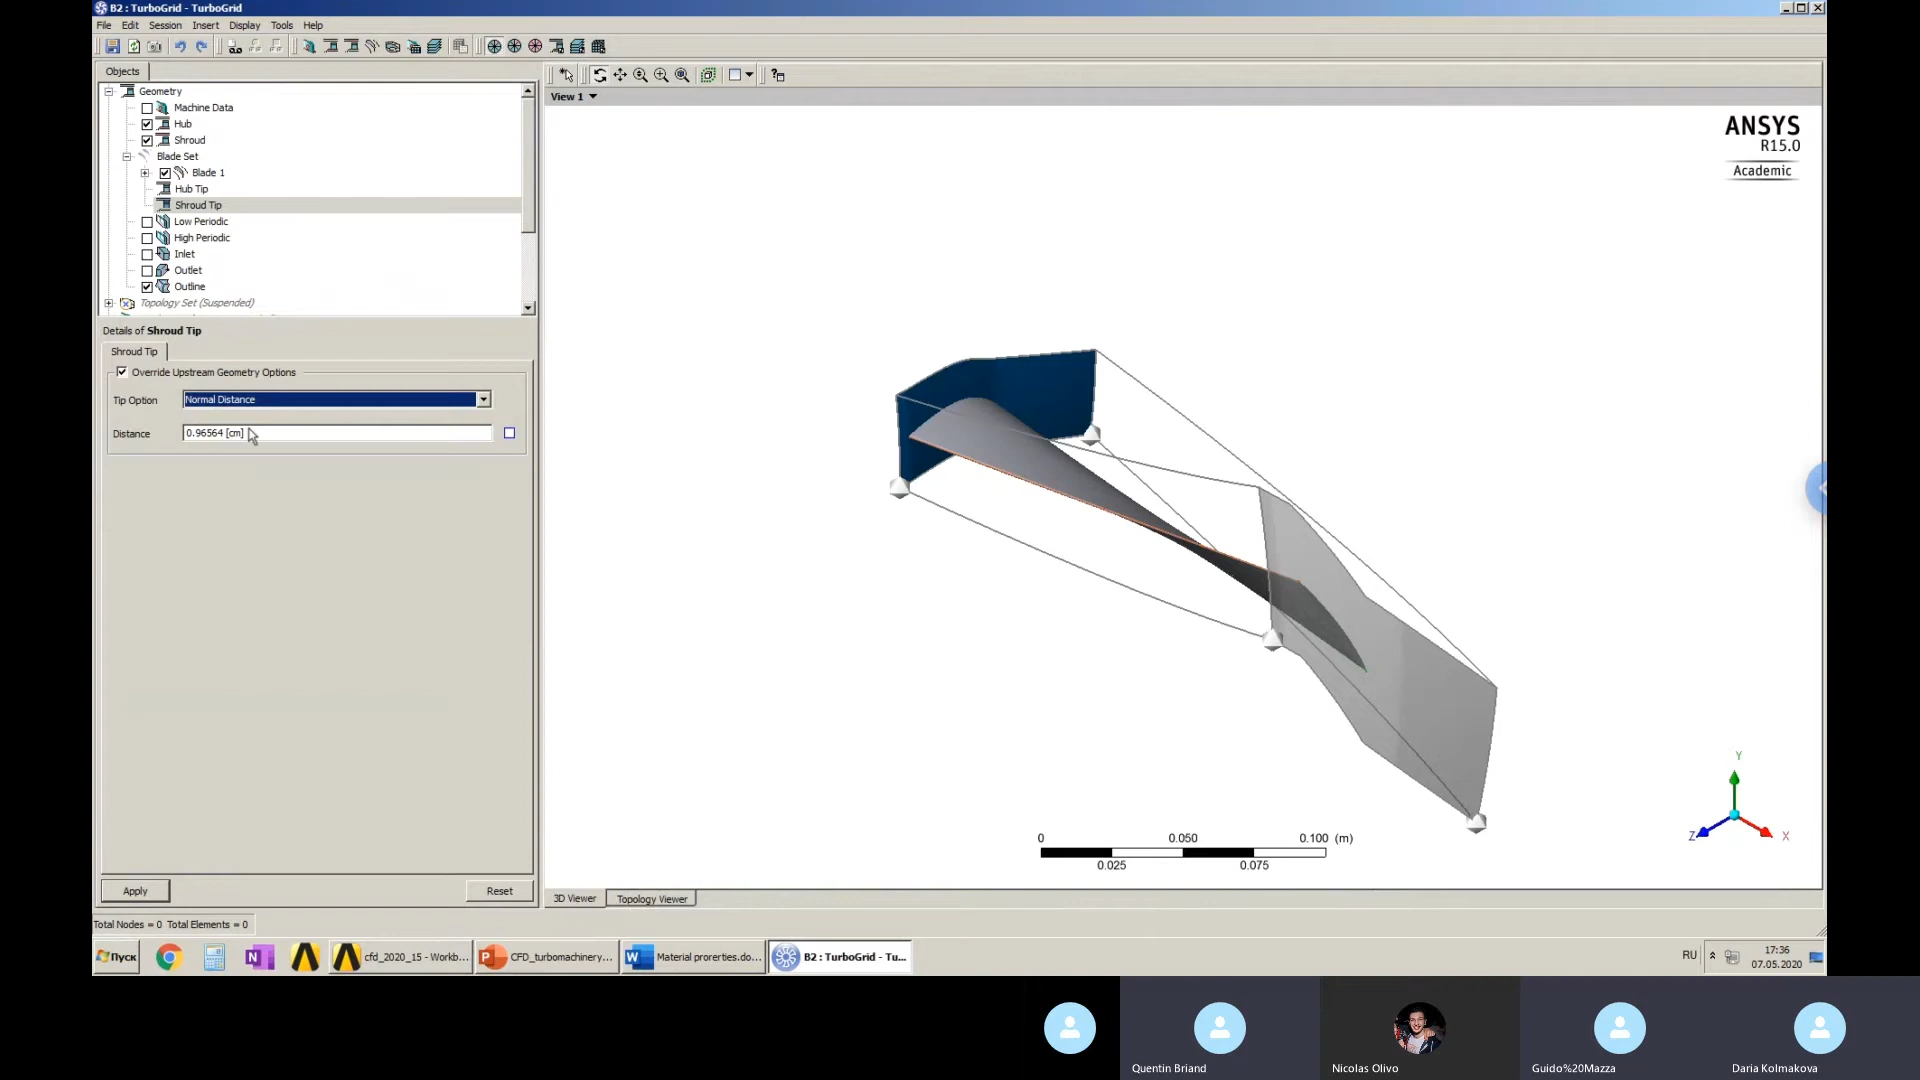 B2 : TurboGrid - TurboGrid
File Edit Session Insert Display Tools Help
Objects
Geometry
Machine Data
Hub
Shroud
Blade Set
Blade 1
Hub Tip
Shroud Tip
Low Periodic
High Periodic
Inlet
Outlet
Outline
Topology Set (Suspended)
Details of Shroud Tip
Shroud Tip
Override Upstream Geometry Options
Tip Option Normal Distance
Distance 0.96564 [cm]
Apply Reset
Total Nodes = 0 Total Elements = 0
View 1
ANSYS
R15.0
Academic
Y
Z X
0 0.050 0.100 (m)
0.025 0.075
3D Viewer Topology Viewer
Пуск
cfd_2020_15 - Workb...
CFD_turbomachinery...
Material prorerties.do...
B2 : TurboGrid - Tu...
RU
17:36
07.05.2020
Quentin Briand
Nicolas Olivo
Guido%20Mazza
Daria Kolmakova